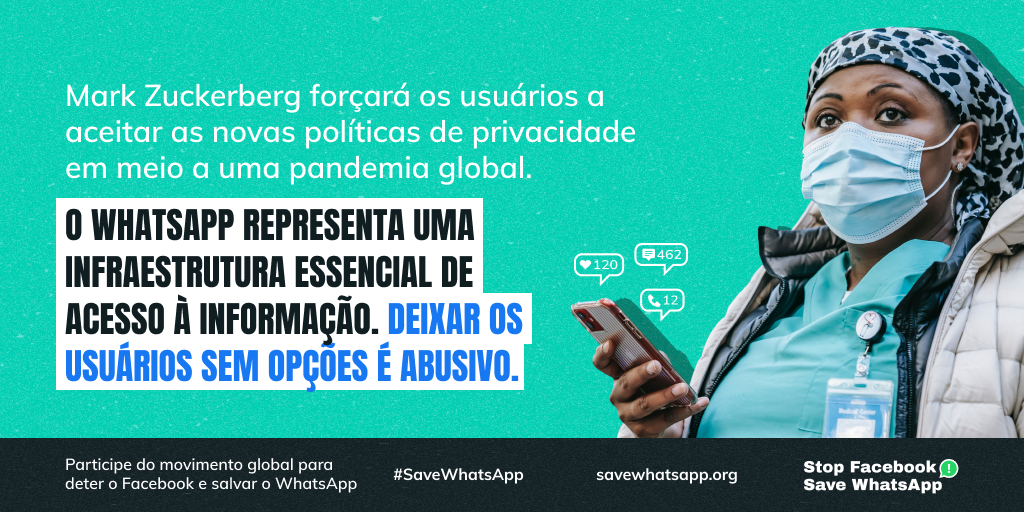 Mark Zuckerberg forçará os usuários a
aceitar as novas políticas de privacidade
em meio a uma pandemia global.
O WHATSAPP REPRESENTA UMA
INFRAESTRUTURA ESSENCIAL DE
ACESSO À INFORMAÇÃO. DEIXAR OS
USUÁRIOS SEM OPÇÕES É ABUSIVO.
120
462
12
Medical Center
Participe do movimento global para
deter o Facebook e salvar o WhatsApp
#SaveWhatsApp
savewhatsapp.org
Stop Facebook
Save WhatsApp